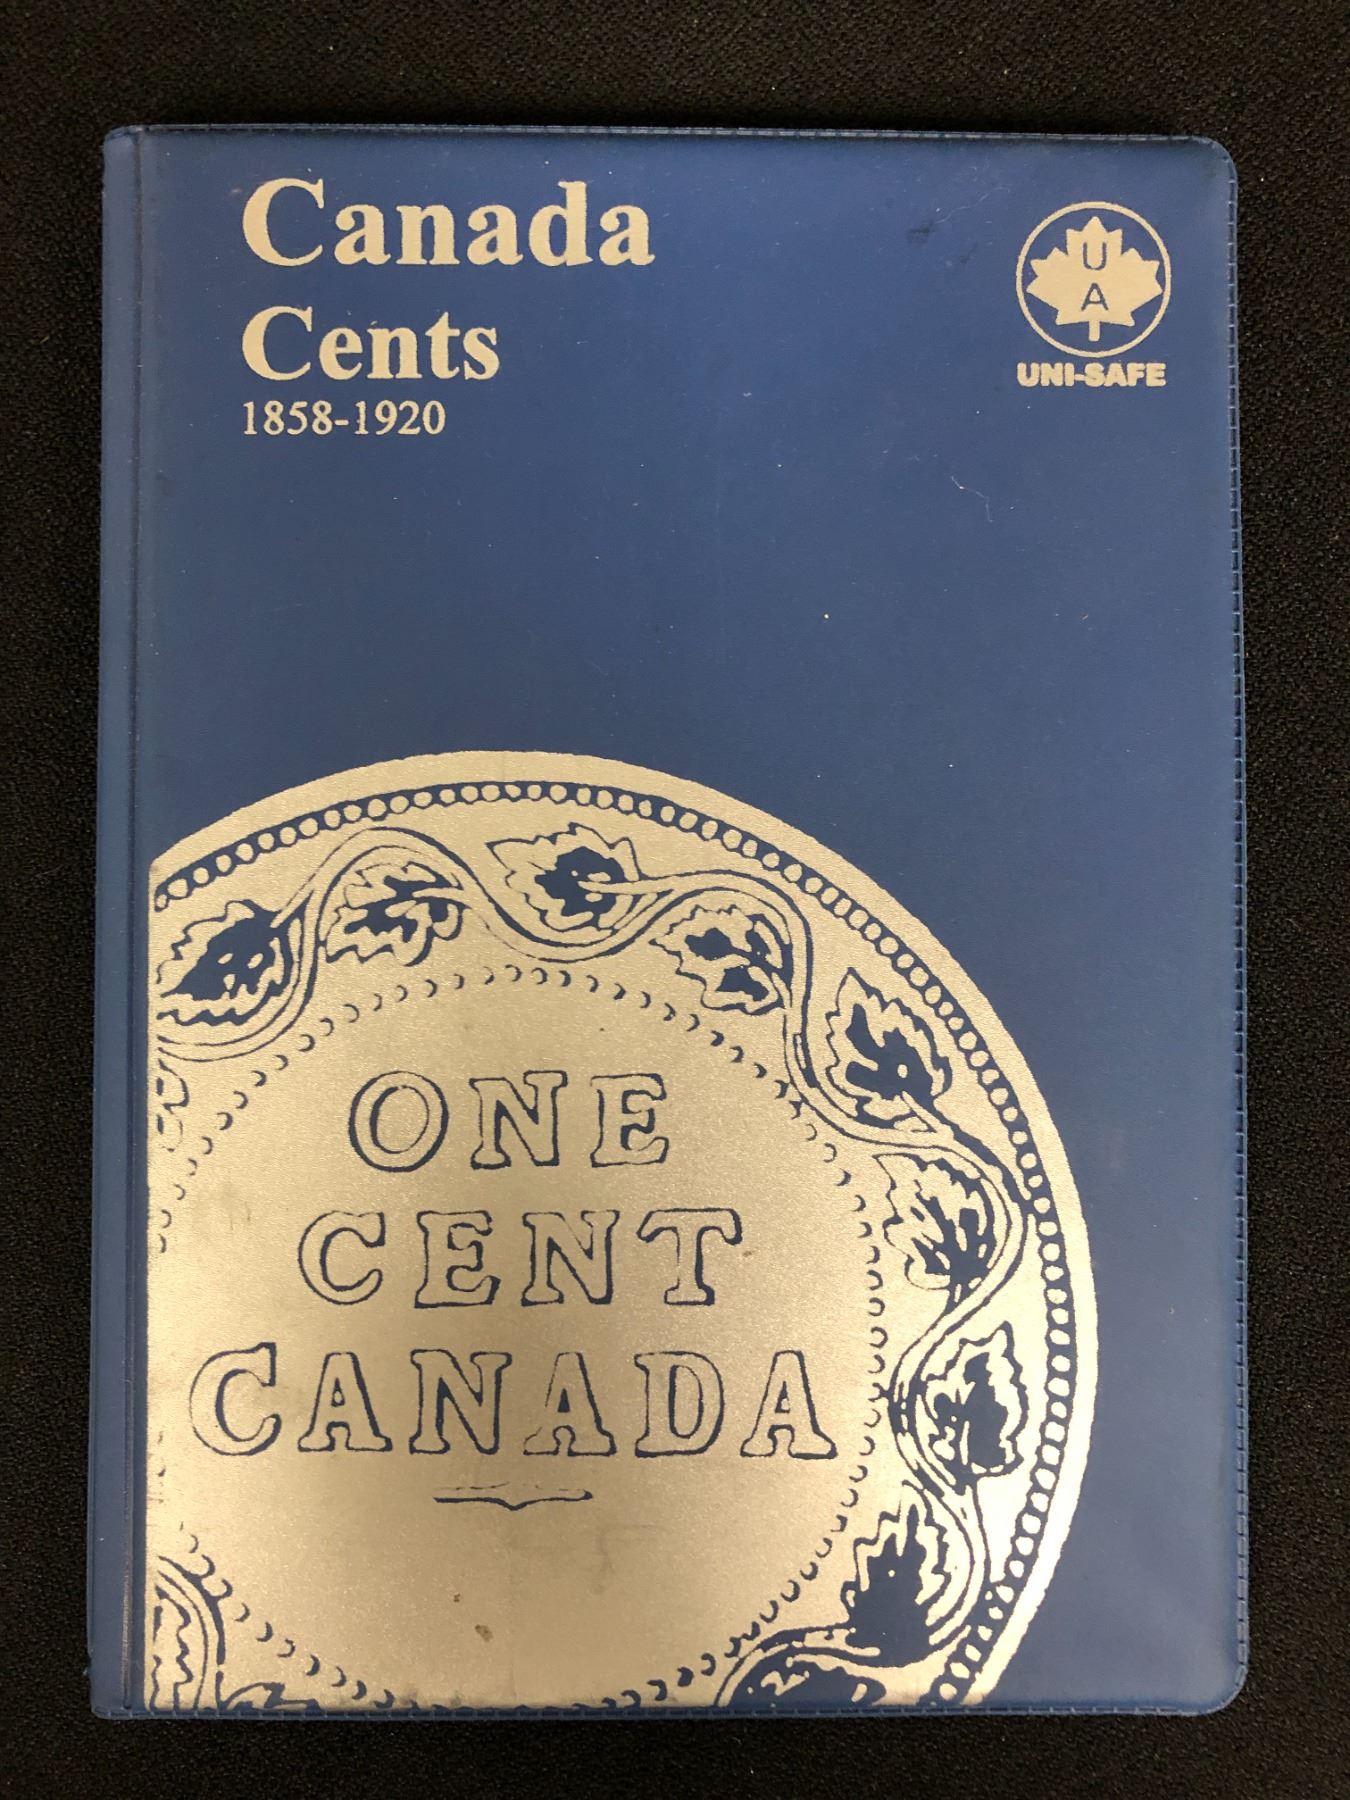 Canada
Cents
1858-1920
U
A
UNI-SAFE
ONE
CENT
CANADA